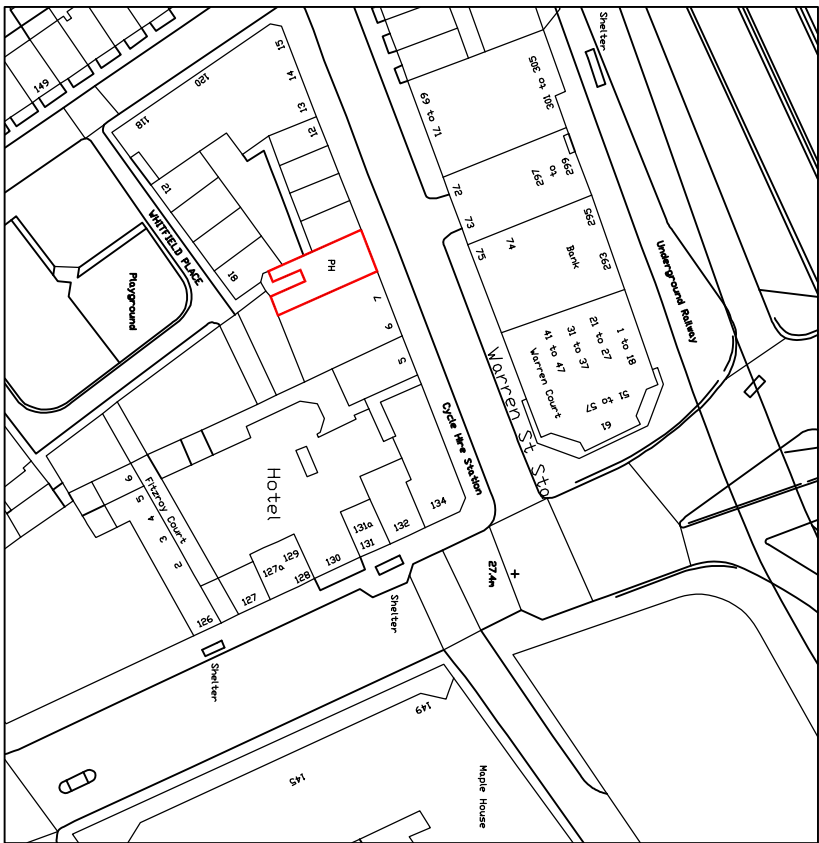 Shelter
149
120
118
15
14
13
12
69 to 71
301 to 305
299
to
297
295
293
72
73
75
74
Bank
Underground Railway
21
WHITFIELD PLACE
18
PH
7
6
5
Playground
1 to 18
21 to 27
31 to 37
41 to 47
Warren Court
51 to 57
61
Warren St Sta
Cycle Hire Station
Hotel
6
5
4
3
2
Fitzroy Court
134
132
131a
131
130
129
128
127a
127
126
27.4m
Shelter
Shelter
149
145
Maple House